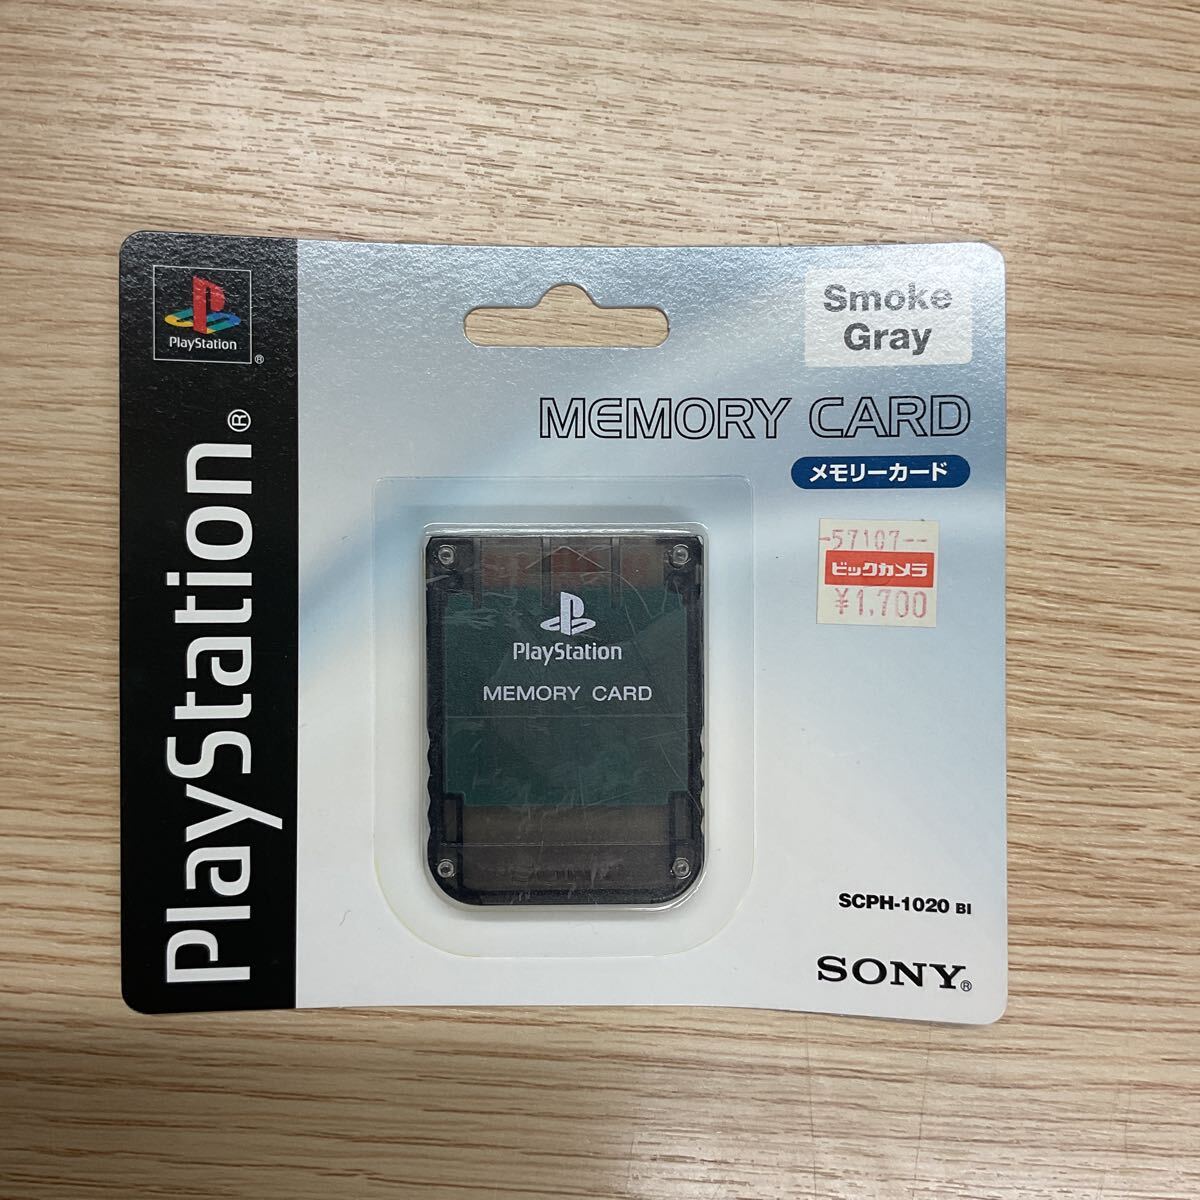 PlayStation
®
PlayStation®
Smoke
Gray
MEMORY CARD
メモリーカード
-57107--
ビックカメラ
¥1,700
PlayStation
MEMORY CARD
SCPH-1020 BI
SONY®